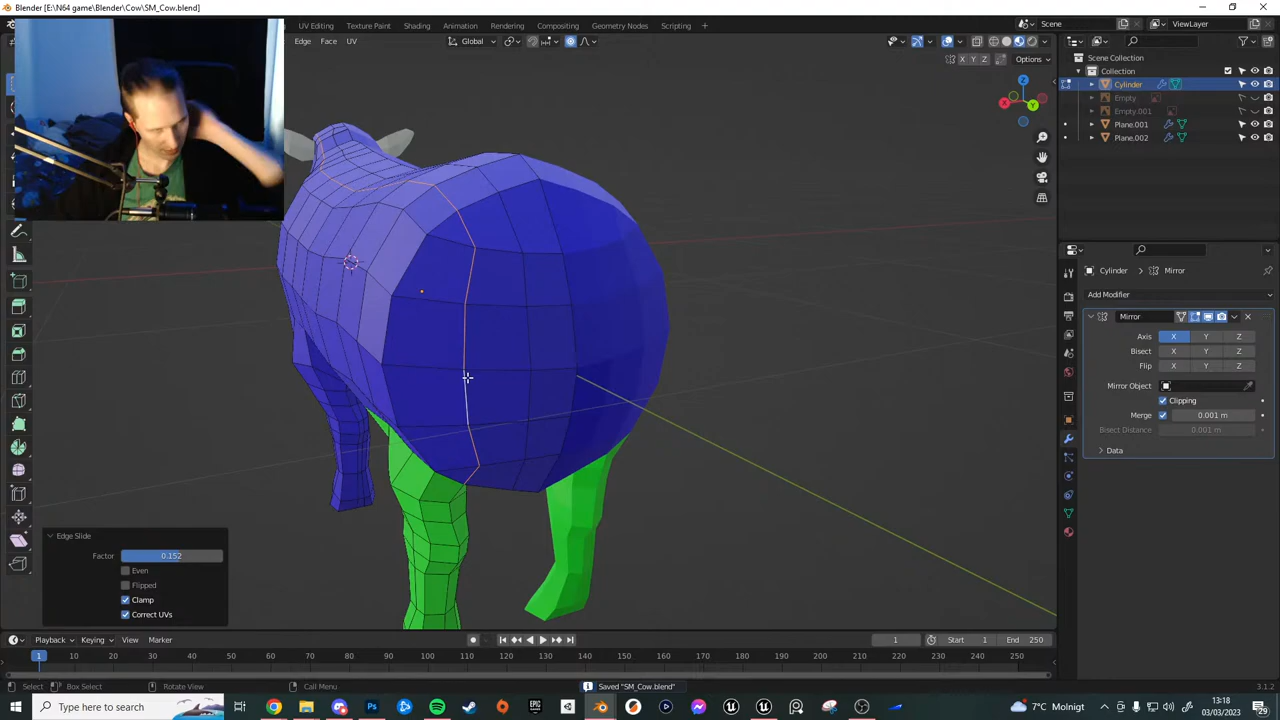 Blender [E:\N64 game\Blender\Cow\SM_Cow.blend]
UV Editing Texture Paint Shading Animation Rendering Compositing Geometry Nodes Scripting Scene ViewLayer
Edge Face UV Global
X Y Z Options
Scene Collection
Collection
Cylinder
Empty
Empty.001
Plane.001
Plane.002
X
Y
Z
Cylinder Mirror
Add Modifier
Mirror
Axis X Y Z
Bisect X Y Z
Flip X Y Z
Mirror Object
Clipping
Merge 0.001 m
Bisect Distance 0.001 m
Data
Edge Slide
Factor 0.152
Even
Flipped
Clamp
Correct UVs
Playback Keying View Marker 1 Start 1 End 250
1 10 20 30 40 50 60 70 80 90 100 110 120 130 140 150 160 170 180 190 200 210 220 230 240 250
Select Box Select Rotate View Call Menu Saved "SM_Cow.blend" 3.1.2
Type here to search 7°C Molnigt 13:18
03/03/2023